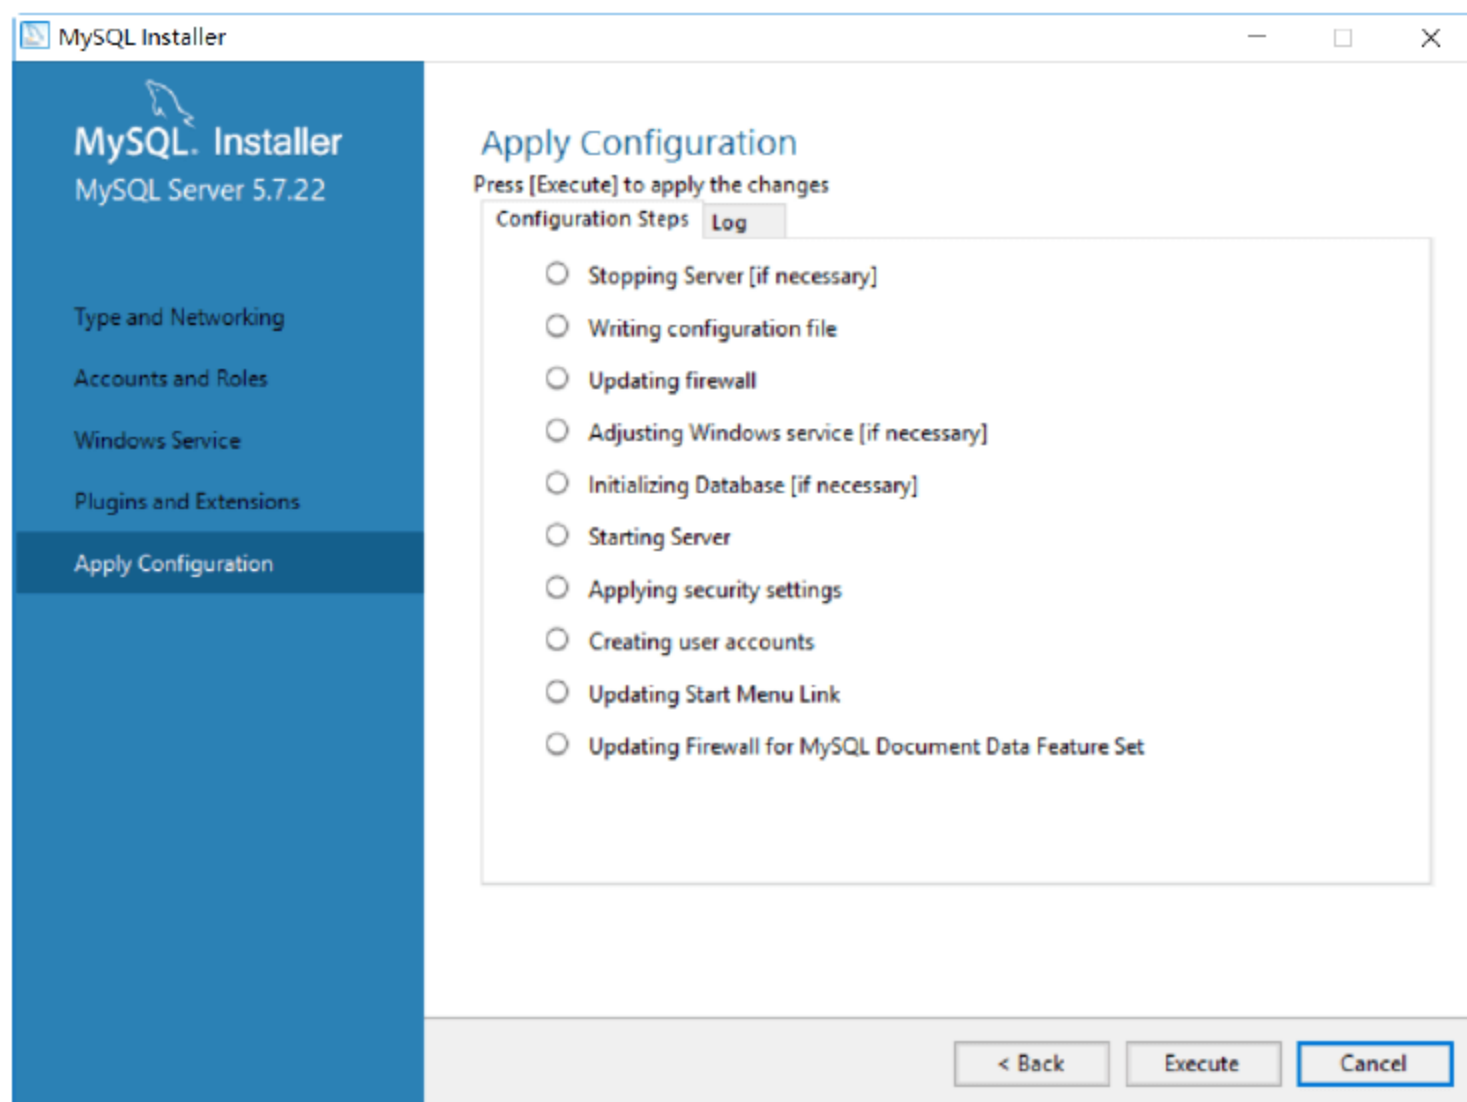 MySQL Installer
MySQL. Installer
MySQL Server 5.7.22
Type and Networking
Accounts and Roles
Windows Service
Plugins and Extensions
Apply Configuration
Apply Configuration
Press [Execute] to apply the changes
Configuration Steps Log
Stopping Server [if necessary]
Writing configuration file
Updating firewall
Adjusting Windows service [if necessary]
Initializing Database [if necessary]
Starting Server
Applying security settings
Creating user accounts
Updating Start Menu Link
Updating Firewall for MySQL Document Data Feature Set
< Back Execute Cancel